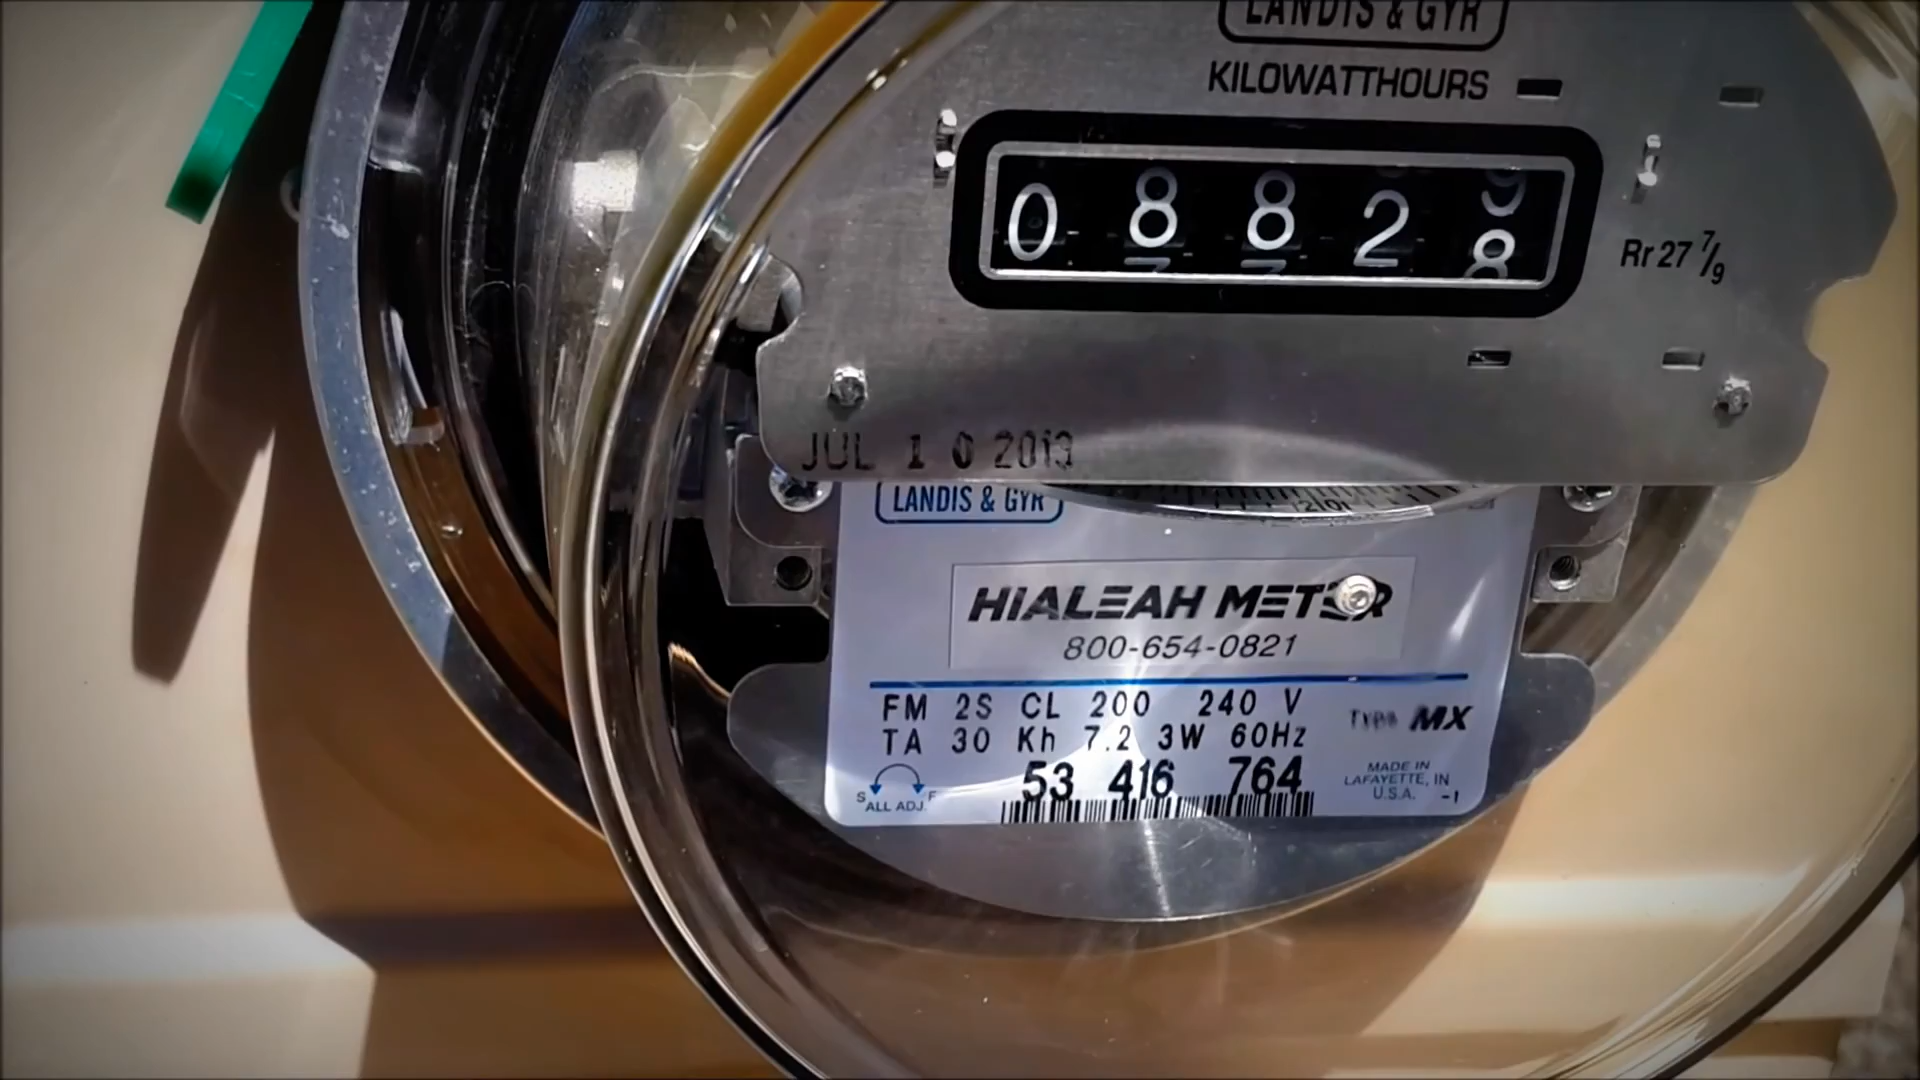 LANDIS & GYR
KILOWATTHOURS
0 8 8 2 8
Rr 27 7/9
JUL 10 2013
LANDIS & GYR
HIALEAH METER
800-654-0821
FM 2S CL 200 240 V
TA 30 Kh 7.2 3W 60Hz
Type MX
53 416 764
S F
ALL ADJ.
MADE IN
LAFAYETTE, IN
U.S.A. -1